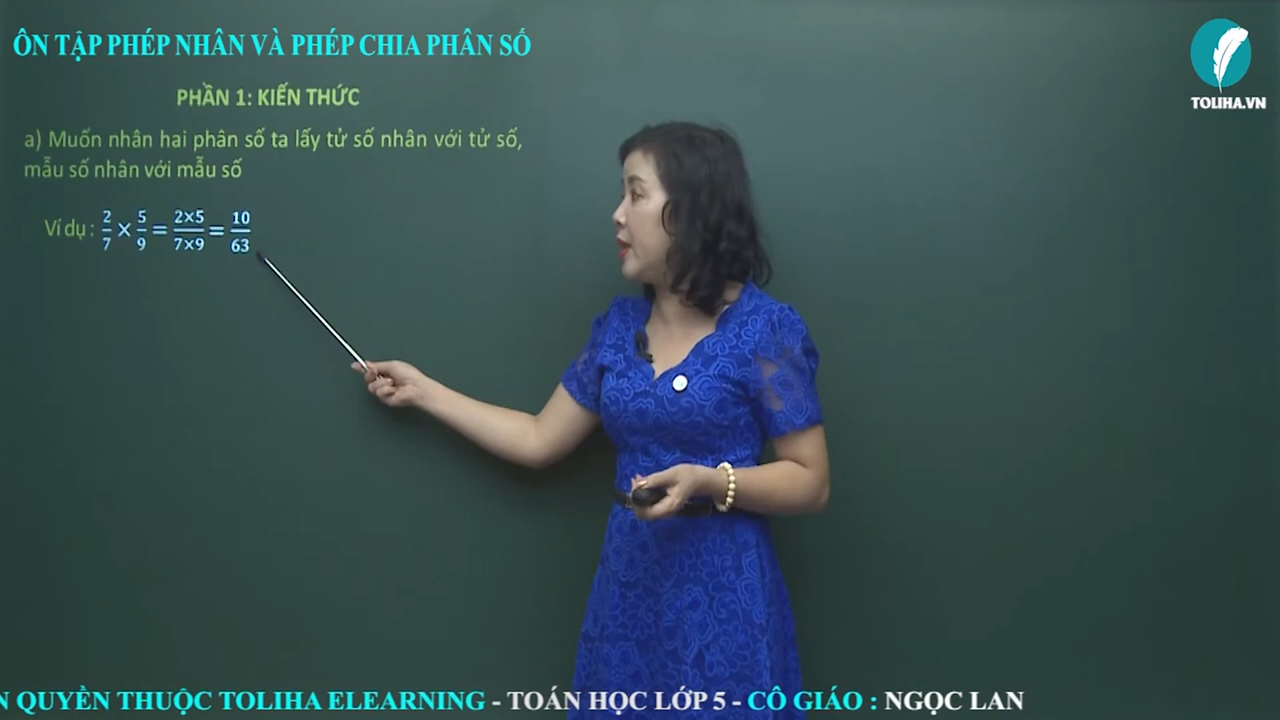 ÔN TẬP PHÉP NHÂN VÀ PHÉP CHIA PHÂN SỐ
TOLIHA.VN
PHẦN 1: KIẾN THỨC
a) Muốn nhân hai phân số ta lấy tử số nhân với tử số,
mẫu số nhân với mẫu số
Ví dụ : 2/7 × 5/9 = 2×5/7×9 = 10/63
N QUYỀN THUỘC TOLIHA ELEARNING - TOÁN HỌC LỚP 5 - CÔ GIÁO : NGỌC LAN